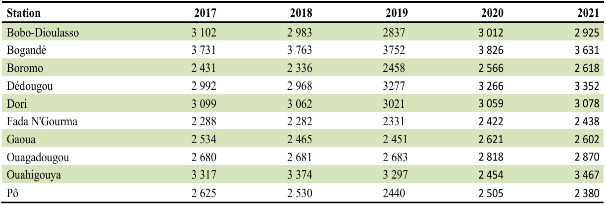 Station 2017 2018 2019 2020 2021
Bobo-Dioulasso 3 102 2 983 2837 3 012 2 925
Bogandé 3 731 3 763 3752 3 826 3 631
Boromo 2 431 2 336 2458 2 566 2 618
Dédougou 2 992 2 968 3277 3 266 3 352
Dori 3 099 3 062 3021 3 059 3 078
Fada N'Gourma 2 288 2 282 2331 2 422 2 438
Gaoua 2 534 2 465 2 451 2 621 2 602
Ouagadougou 2 680 2 681 2 683 2 818 2 870
Ouahigouya 3 317 3 374 3 297 2 454 3 467
Pô 2 625 2 530 2440 2 505 2 380